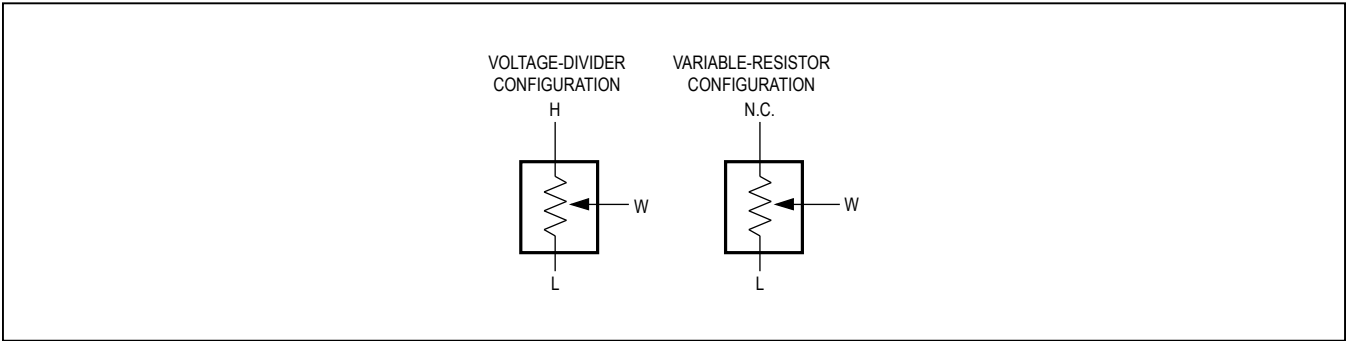 VOLTAGE-DIVIDER
CONFIGURATION
H
W
L
VARIABLE-RESISTOR
CONFIGURATION
N.C.
W
L